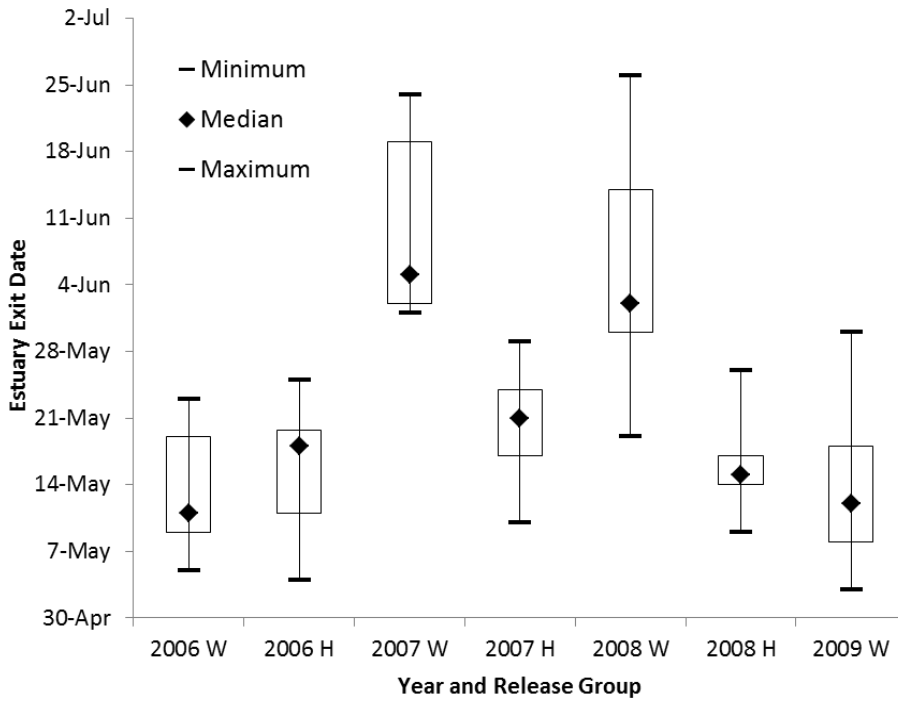 2-Jul
25-Jun
18-Jun
11-Jun
4-Jun
28-May
21-May
14-May
7-May
30-Apr
Estuary Exit Date
Minimum
Median
Maximum
2006 W 2006 H 2007 W 2007 H 2008 W 2008 H 2009 W
Year and Release Group